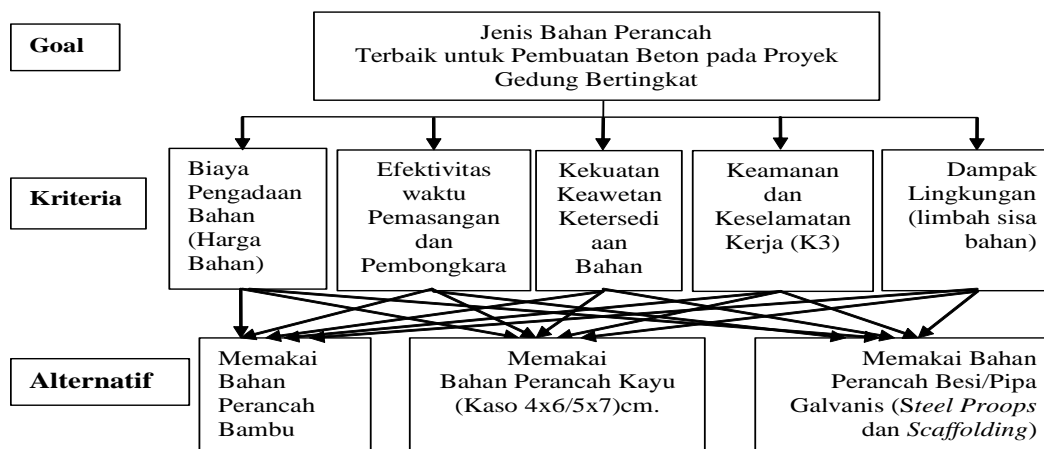 Goal
Jenis Bahan Perancah
Terbaik untuk Pembuatan Beton pada Proyek
Gedung Bertingkat
Kriteria
Biaya
Pengadaan
Bahan
(Harga
Bahan)
Efektivitas
waktu
Pemasangan
dan
Pembongkara
Kekuatan
Keawetan
Ketersedi
aan
Bahan
Keamanan
dan
Keselamatan
Kerja (K3)
Dampak
Lingkungan
(limbah sisa
bahan)
Alternatif
Memakai
Bahan
Perancah
Bambu
Memakai
Bahan Perancah Kayu
(Kaso 4x6/5x7)cm.
Memakai Bahan
Perancah Besi/Pipa
Galvanis (Steel Proops
dan Scaffolding)